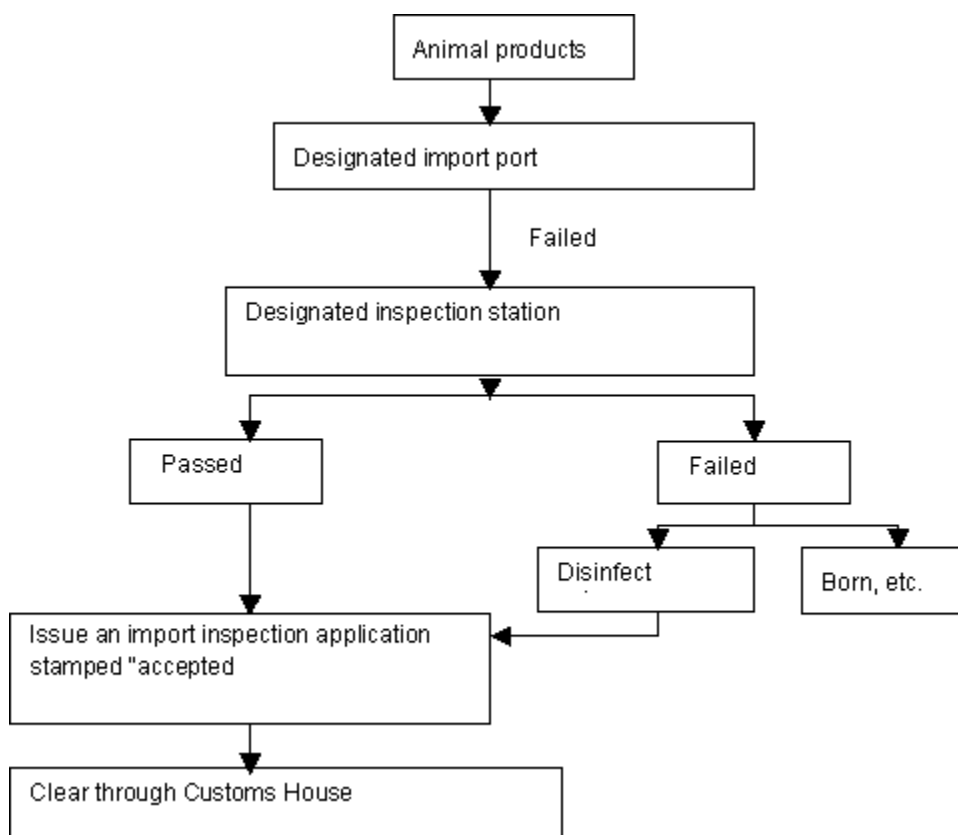 Animal products
Designated import port
Failed
Designated inspection station
Passed
Failed
Disinfect
Born, etc.
Issue an import inspection application
stamped "accepted
Clear through Customs House